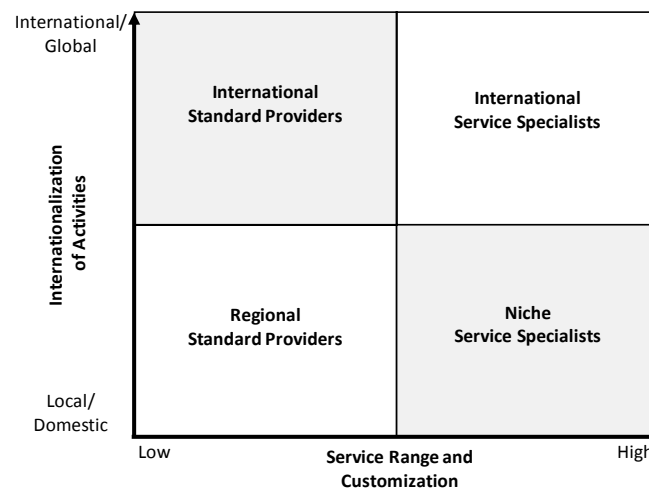 International/
Global
International
Standard Providers
International
Service Specialists
Internationalization
of Activities
Regional
Standard Providers
Niche
Service Specialists
Local/
Domestic
Low
Service Range and
Customization
High